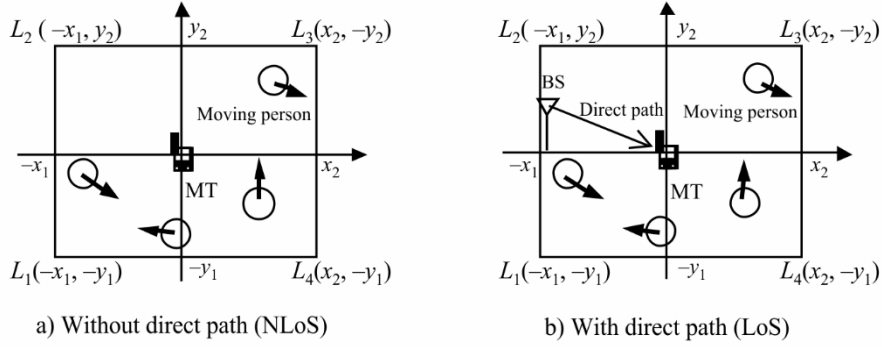 L₂ (−x₁, y₂)
y₂
L₃(x₂, −y₂)
Moving person
−x₁
x₂
MT
L₁(−x₁, −y₁)
−y₁
L₄(x₂, −y₁)
a) Without direct path (NLoS)
L₂(−x₁, y₂)
y₂
L₃(x₂, −y₂)
BS
Direct path
Moving person
−x₁
x₂
MT
L₁(−x₁, −y₁)
−y₁
L₄(x₂, −y₁)
b) With direct path (LoS)